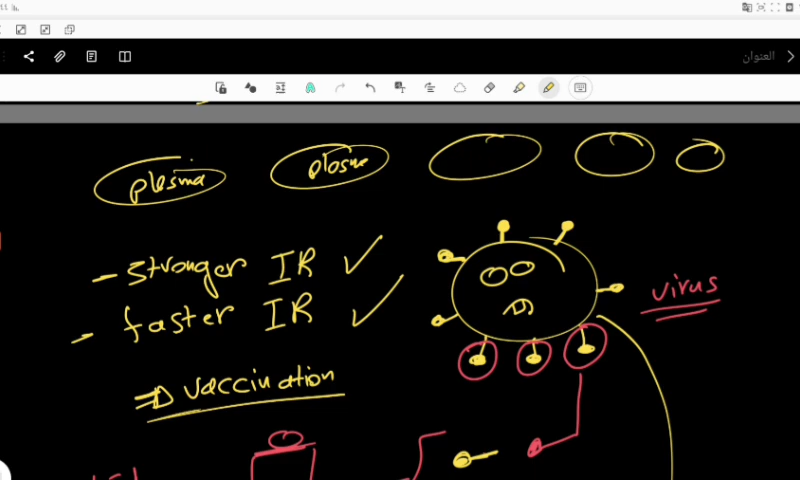 العنوان
plasma plasma
- stronger IR ✓
- faster IR ✓
⇒ vaccination
virus